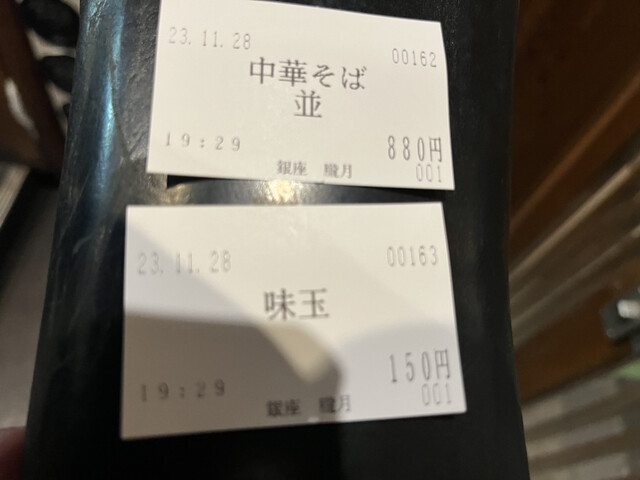 23.11.28 00162
中華そば
並
19:29 880円
銀座 朧月 001
23.11.28 00163
味玉
19:29 150円
銀座 朧月 001